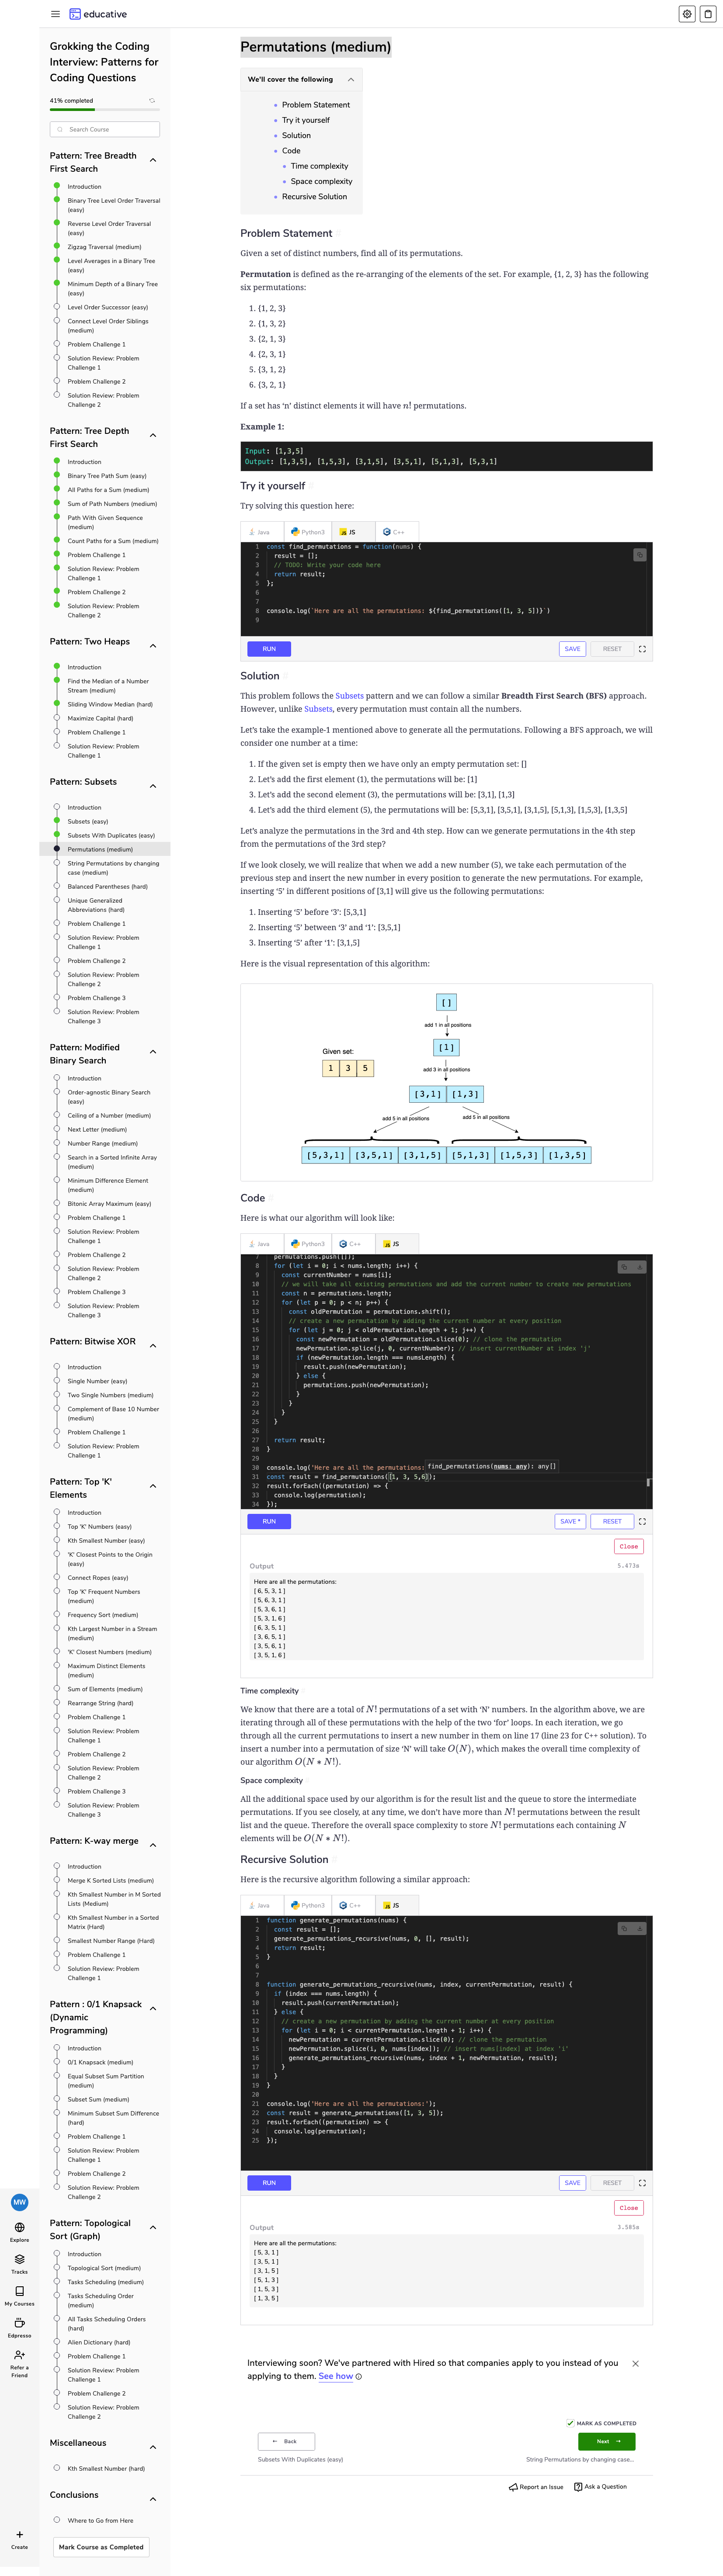 educative
Grokking the Coding
Interview: Patterns for
Coding Questions
41% completed
Search Course
Pattern: Tree Breadth
First Search
Introduction
Binary Tree Level Order Traversal
(easy)
Reverse Level Order Traversal
(easy)
Zigzag Traversal (medium)
Level Averages in a Binary Tree
(easy)
Minimum Depth of a Binary Tree
(easy)
Level Order Successor (easy)
Connect Level Order Siblings
(medium)
Problem Challenge 1
Solution Review: Problem
Challenge 1
Problem Challenge 2
Solution Review: Problem
Challenge 2
Pattern: Tree Depth
First Search
Introduction
Binary Tree Path Sum (easy)
All Paths for a Sum (medium)
Sum of Path Numbers (medium)
Path With Given Sequence
(medium)
Count Paths for a Sum (medium)
Problem Challenge 1
Solution Review: Problem
Challenge 1
Problem Challenge 2
Solution Review: Problem
Challenge 2
Pattern: Two Heaps
Introduction
Find the Median of a Number
Stream (medium)
Sliding Window Median (hard)
Maximize Capital (hard)
Problem Challenge 1
Solution Review: Problem
Challenge 1
Pattern: Subsets
Introduction
Subsets (easy)
Subsets With Duplicates (easy)
Permutations (medium)
String Permutations by changing
case (medium)
Balanced Parentheses (hard)
Unique Generalized
Abbreviations (hard)
Problem Challenge 1
Solution Review: Problem
Challenge 1
Problem Challenge 2
Solution Review: Problem
Challenge 2
Problem Challenge 3
Solution Review: Problem
Challenge 3
Pattern: Modified
Binary Search
Introduction
Order-agnostic Binary Search
(easy)
Ceiling of a Number (medium)
Next Letter (medium)
Number Range (medium)
Search in a Sorted Infinite Array
(medium)
Minimum Difference Element
(medium)
Bitonic Array Maximum (easy)
Problem Challenge 1
Solution Review: Problem
Challenge 1
Problem Challenge 2
Solution Review: Problem
Challenge 2
Problem Challenge 3
Solution Review: Problem
Challenge 3
Pattern: Bitwise XOR
Introduction
Single Number (easy)
Two Single Numbers (medium)
Complement of Base 10 Number
(medium)
Problem Challenge 1
Solution Review: Problem
Challenge 1
Pattern: Top 'K'
Elements
Introduction
Top 'K' Numbers (easy)
Kth Smallest Number (easy)
'K' Closest Points to the Origin
(easy)
Connect Ropes (easy)
Top 'K' Frequent Numbers
(medium)
Frequency Sort (medium)
Kth Largest Number in a Stream
(medium)
'K' Closest Numbers (medium)
Maximum Distinct Elements
(medium)
Sum of Elements (medium)
Rearrange String (hard)
Problem Challenge 1
Solution Review: Problem
Challenge 1
Problem Challenge 2
Solution Review: Problem
Challenge 2
Problem Challenge 3
Solution Review: Problem
Challenge 3
Pattern: K-way merge
Introduction
Merge K Sorted Lists (medium)
Kth Smallest Number in M Sorted
Lists (Medium)
Kth Smallest Number in a Sorted
Matrix (Hard)
Smallest Number Range (Hard)
Problem Challenge 1
Solution Review: Problem
Challenge 1
Pattern : 0/1 Knapsack
(Dynamic
Programming)
Introduction
0/1 Knapsack (medium)
Equal Subset Sum Partition
(medium)
Subset Sum (medium)
Minimum Subset Sum Difference
(hard)
Problem Challenge 1
Solution Review: Problem
Challenge 1
Problem Challenge 2
Solution Review: Problem
Challenge 2
Pattern: Topological
Sort (Graph)
Introduction
Topological Sort (medium)
Tasks Scheduling (medium)
Tasks Scheduling Order
(medium)
All Tasks Scheduling Orders
(hard)
Alien Dictionary (hard)
Problem Challenge 1
Solution Review: Problem
Challenge 1
Problem Challenge 2
Solution Review: Problem
Challenge 2
Miscellaneous
Kth Smallest Number (hard)
Conclusions
Where to Go from Here
Mark Course as Completed
MW
Explore
Tracks
My Courses
Edpresso
Refer a
Friend
Create
Permutations (medium)
We'll cover the following
Problem Statement
Try it yourself
Solution
Code
Time complexity
Space complexity
Recursive Solution
Problem Statement
Given a set of distinct numbers, find all of its permutations.
Permutation is defined as the re-arranging of the elements of the set. For example, {1, 2, 3} has the following
six permutations:
1. {1, 2, 3}
2. {1, 3, 2}
3. {2, 1, 3}
4. {2, 3, 1}
5. {3, 1, 2}
6. {3, 2, 1}
If a set has ‘n’ distinct elements it will have n! permutations.
Example 1:
Input: [1,3,5]
Output: [1,3,5], [1,5,3], [3,1,5], [3,5,1], [5,1,3], [5,3,1]
Try it yourself
Try solving this question here:
Java Python3 JS C++
1 const find_permutations = function(nums) {
2 result = [];
3 // TODO: Write your code here
4 return result;
5 };
6
7
8 console.log(`Here are all the permutations: ${find_permutations([1, 3, 5])}`)
9
RUN SAVE RESET
Solution
This problem follows the Subsets pattern and we can follow a similar Breadth First Search (BFS) approach.
However, unlike Subsets, every permutation must contain all the numbers.
Let’s take the example-1 mentioned above to generate all the permutations. Following a BFS approach, we will
consider one number at a time:
1. If the given set is empty then we have only an empty permutation set: []
2. Let’s add the first element (1), the permutations will be: [1]
3. Let’s add the second element (3), the permutations will be: [3,1], [1,3]
4. Let’s add the third element (5), the permutations will be: [5,3,1], [3,5,1], [3,1,5], [5,1,3], [1,5,3], [1,3,5]
Let’s analyze the permutations in the 3rd and 4th step. How can we generate permutations in the 4th step
from the permutations of the 3rd step?
If we look closely, we will realize that when we add a new number (5), we take each permutation of the
previous step and insert the new number in every position to generate the new permutations. For example,
inserting ‘5’ in different positions of [3,1] will give us the following permutations:
1. Inserting ‘5’ before ‘3’: [5,3,1]
2. Inserting ‘5’ between ‘3’ and ‘1’: [3,5,1]
3. Inserting ‘5’ after ‘1’: [3,1,5]
Here is the visual representation of this algorithm:
[ ]
add 1 in all positions
[1]
Given set:
1 3 5
add 3 in all positions
[3,1] [1,3]
add 5 in all positions add 5 in all positions
[5,3,1] [3,5,1] [3,1,5] [5,1,3] [1,5,3] [1,3,5]
Code
Here is what our algorithm will look like:
Java Python3 C++ JS
7 permutations.push([]);
8 for (let i = 0; i < nums.length; i++) {
9 const currentNumber = nums[i];
10 // we will take all existing permutations and add the current number to create new permutations
11 const n = permutations.length;
12 for (let p = 0; p < n; p++) {
13 const oldPermutation = permutations.shift();
14 // create a new permutation by adding the current number at every position
15 for (let j = 0; j < oldPermutation.length + 1; j++) {
16 const newPermutation = oldPermutation.slice(0); // clone the permutation
17 newPermutation.splice(j, 0, currentNumber); // insert currentNumber at index 'j'
18 if (newPermutation.length === numsLength) {
19 result.push(newPermutation);
20 } else {
21 permutations.push(newPermutation);
22 }
23 }
24 }
25 }
26
27 return result;
28 }
29
30 console.log('Here are all the permutations: find_permutations(nums: any): any[]
31 const result = find_permutations([1, 3, 5,6]);
32 result.forEach((permutation) => {
33 console.log(permutation);
34 });
RUN SAVE * RESET
Close
Output 5.473s
Here are all the permutations:
[ 6, 5, 3, 1 ]
[ 5, 6, 3, 1 ]
[ 5, 3, 6, 1 ]
[ 5, 3, 1, 6 ]
[ 6, 3, 5, 1 ]
[ 3, 6, 5, 1 ]
[ 3, 5, 6, 1 ]
[ 3, 5, 1, 6 ]
Time complexity
We know that there are a total of N! permutations of a set with ‘N’ numbers. In the algorithm above, we are
iterating through all of these permutations with the help of the two ‘for’ loops. In each iteration, we go
through all the current permutations to insert a new number in them on line 17 (line 23 for C++ solution). To
insert a number into a permutation of size ‘N’ will take O(N), which makes the overall time complexity of
our algorithm O(N * N!).
Space complexity
All the additional space used by our algorithm is for the result list and the queue to store the intermediate
permutations. If you see closely, at any time, we don’t have more than N! permutations between the result
list and the queue. Therefore the overall space complexity to store N! permutations each containing N
elements will be O(N * N!).
Recursive Solution
Here is the recursive algorithm following a similar approach:
Java Python3 C++ JS
1 function generate_permutations(nums) {
2 const result = [];
3 generate_permutations_recursive(nums, 0, [], result);
4 return result;
5 }
6
7
8 function generate_permutations_recursive(nums, index, currentPermutation, result) {
9 if (index === nums.length) {
10 result.push(currentPermutation);
11 } else {
12 // create a new permutation by adding the current number at every position
13 for (let i = 0; i < currentPermutation.length + 1; i++) {
14 newPermutation = currentPermutation.slice(0); // clone the permutation
15 newPermutation.splice(i, 0, nums[index]); // insert nums[index] at index 'i'
16 generate_permutations_recursive(nums, index + 1, newPermutation, result);
17 }
18 }
19 }
20
21 console.log('Here are all the permutations:');
22 const result = generate_permutations([1, 3, 5]);
23 result.forEach((permutation) => {
24 console.log(permutation);
25 });
RUN SAVE RESET
Close
Output 3.585s
Here are all the permutations:
[ 5, 3, 1 ]
[ 3, 5, 1 ]
[ 3, 1, 5 ]
[ 5, 1, 3 ]
[ 1, 5, 3 ]
[ 1, 3, 5 ]
Interviewing soon? We've partnered with Hired so that companies apply to you instead of you
applying to them. See how
MARK AS COMPLETED
← Back Next →
Subsets With Duplicates (easy) String Permutations by changing case...
Report an Issue Ask a Question